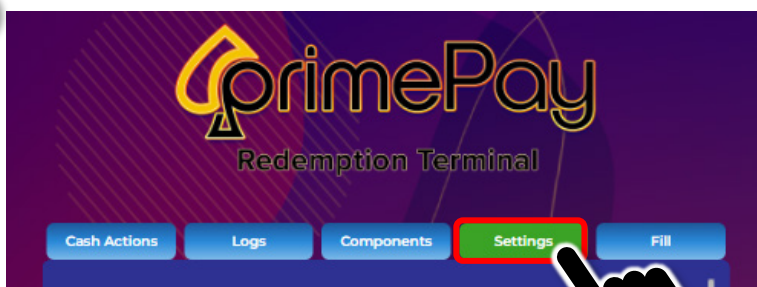 primePay
Redemption Terminal
Cash Actions Logs Components Settings Fill